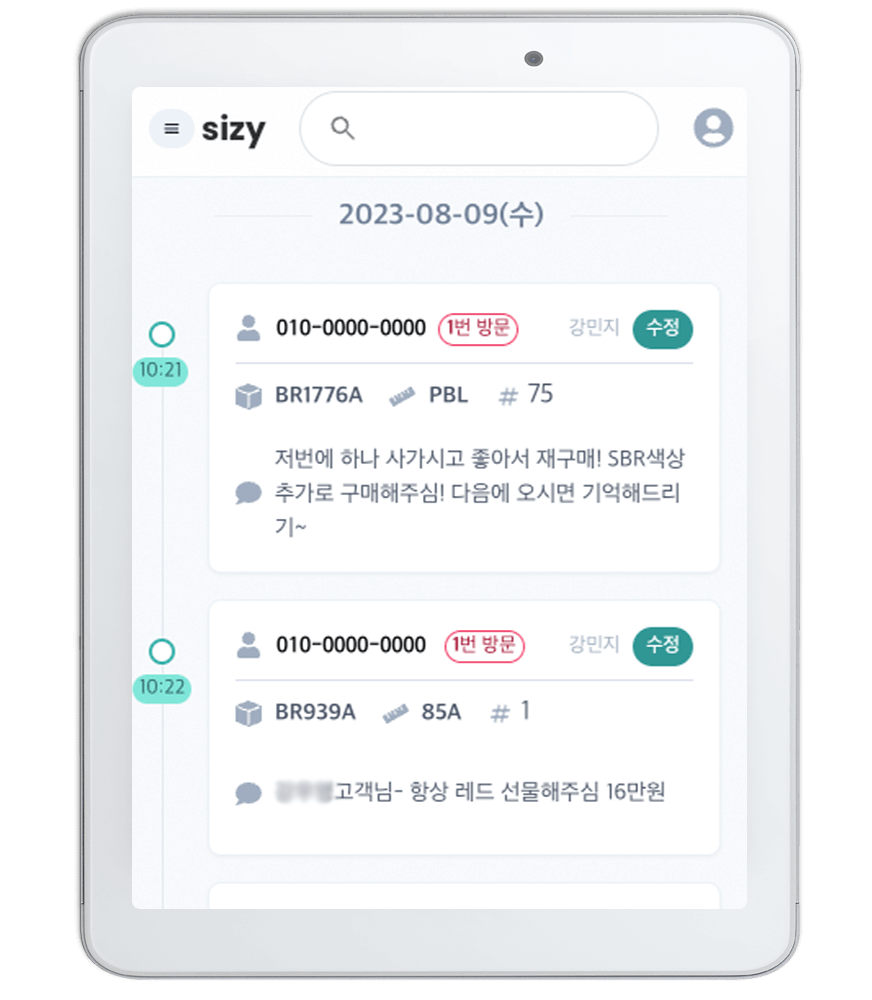 sizy
2023-08-09(수)
010-0000-0000 1번 방문 강민지 수정
10:21
BR1776A PBL # 75
저번에 하나 사가시고 좋아서 재구매! SBR색상
추가로 구매해주심! 다음에 오시면 기억해드리
기~
010-0000-0000 1번 방문 강민지 수정
10:22
BR939A 85A # 1
고객님- 항상 레드 선물해주심 16만원